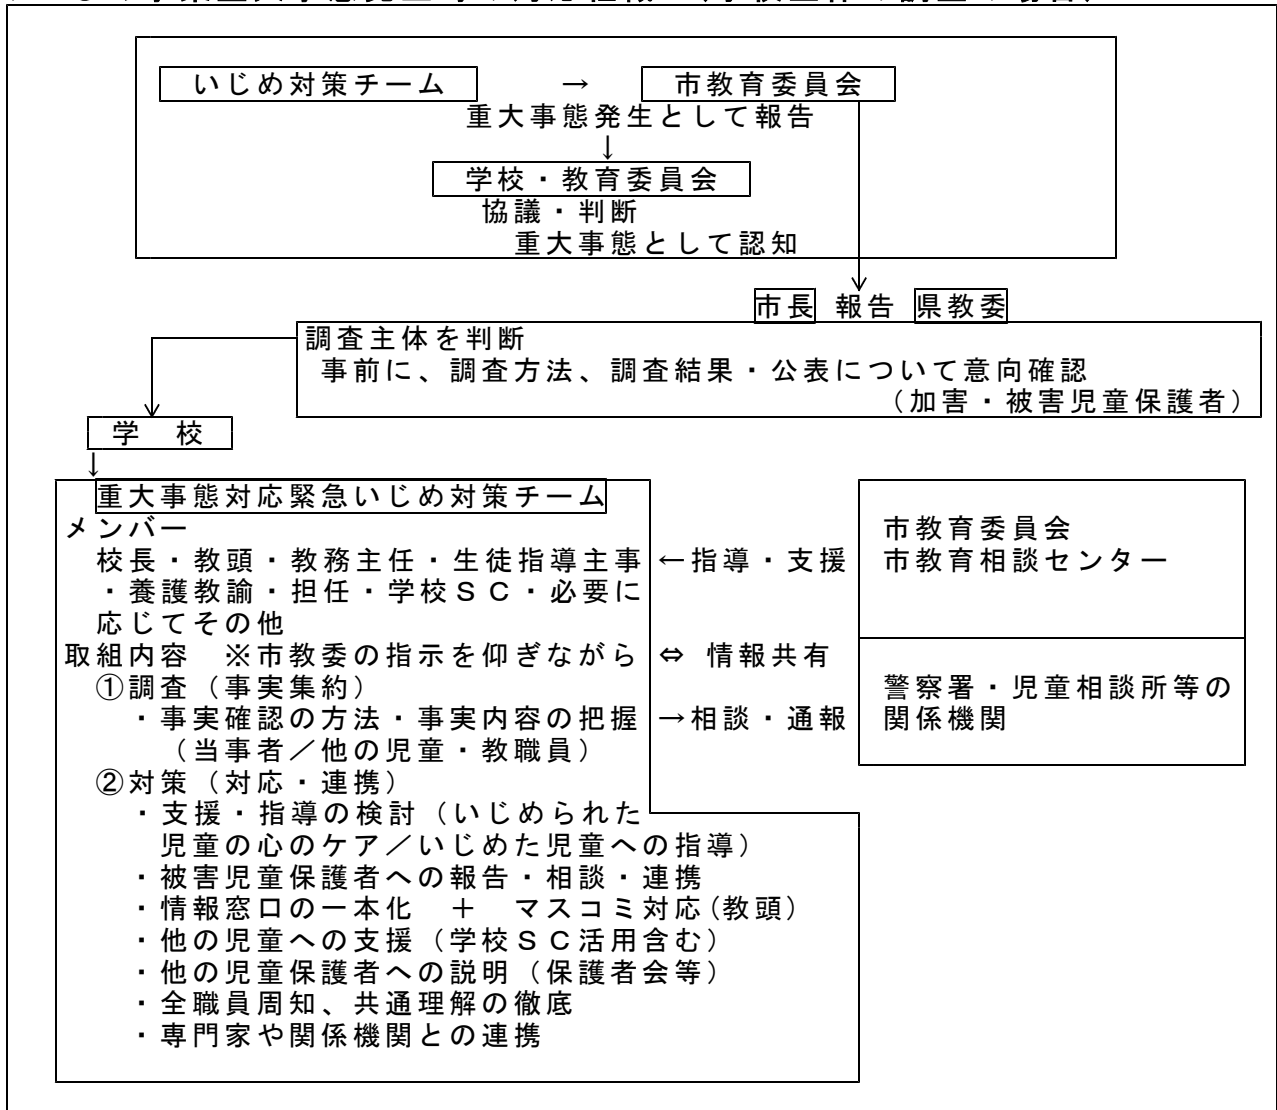 いじめ対策チーム → 市教育委員会
重大事態発生として報告
↓
学校・教育委員会
協議・判断
重大事態として認知
市長 報告 県教委
調査主体を判断
事前に、調査方法、調査結果・公表について意向確認
（加害・被害児童保護者）
学 校
↓
重大事態対応緊急いじめ対策チーム
メンバー
校長・教頭・教務主任・生徒指導主事
・養護教諭・担任・学校ＳＣ・必要に
応じてその他
取組内容 ※市教委の指示を仰ぎながら
①調査（事実集約）
・事実確認の方法・事実内容の把握
（当事者／他の児童・教職員）
②対策（対応・連携）
・支援・指導の検討（いじめられた
児童の心のケア／いじめた児童への指導）
・被害児童保護者への報告・相談・連携
・情報窓口の一本化 ＋ マスコミ対応(教頭)
・他の児童への支援（学校ＳＣ活用含む）
・他の児童保護者への説明（保護者会等）
・全職員周知、共通理解の徹底
・専門家や関係機関との連携
←指導・支援
⇔ 情報共有
→相談・通報
市教育委員会
市教育相談センター
警察署・児童相談所等の
関係機関